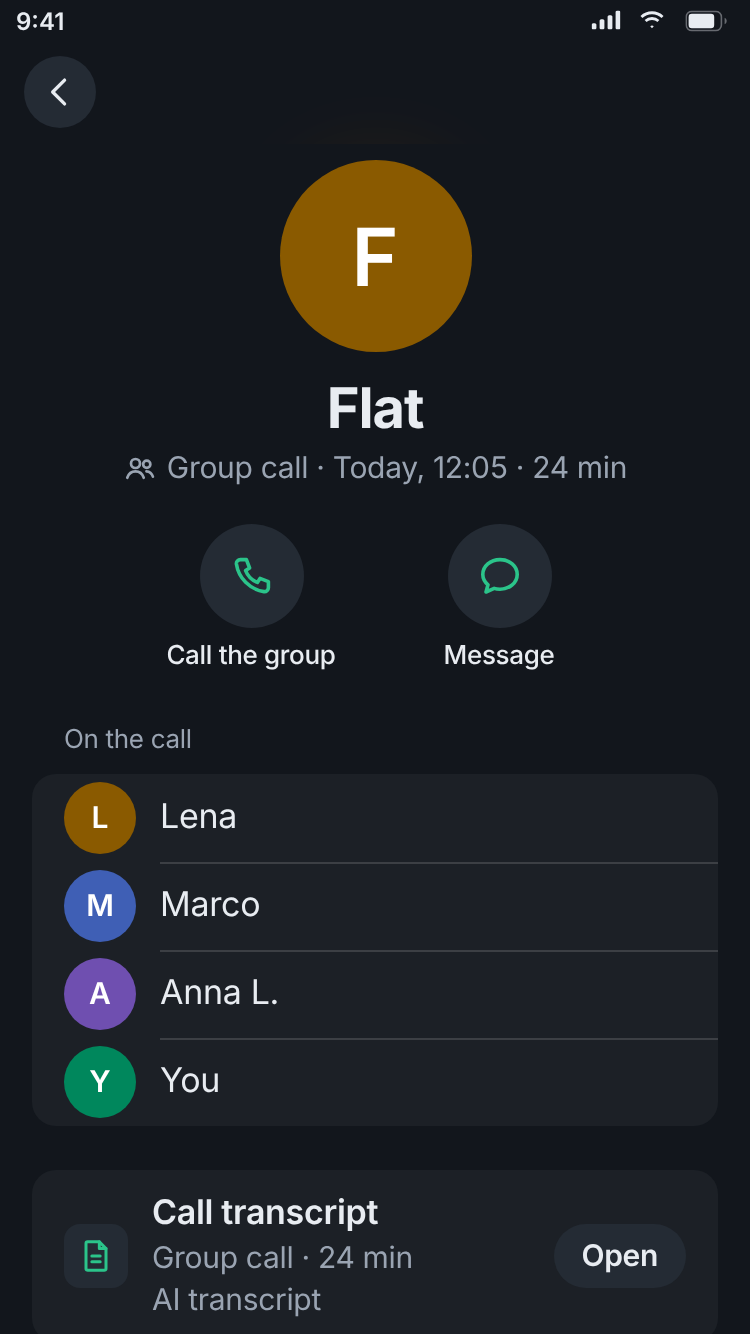 9:41
F
Flat
Group call · Today, 12:05 · 24 min
Call the group
Message
On the call
L
Lena
M
Marco
A
Anna L.
Y
You
Call transcript
Group call · 24 min
AI transcript
Open